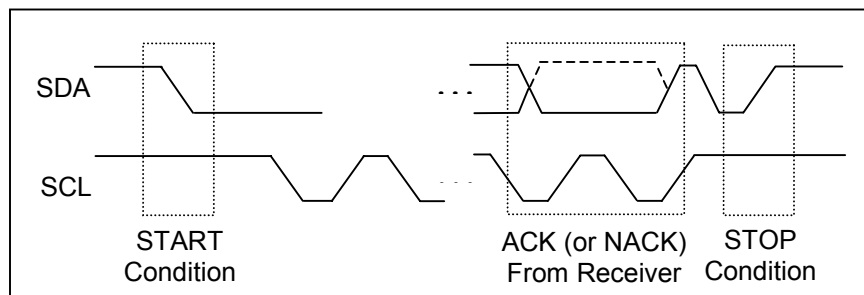 SDA
. . .
SCL
. . .
START
Condition
ACK (or NACK)
From Receiver
STOP
Condition